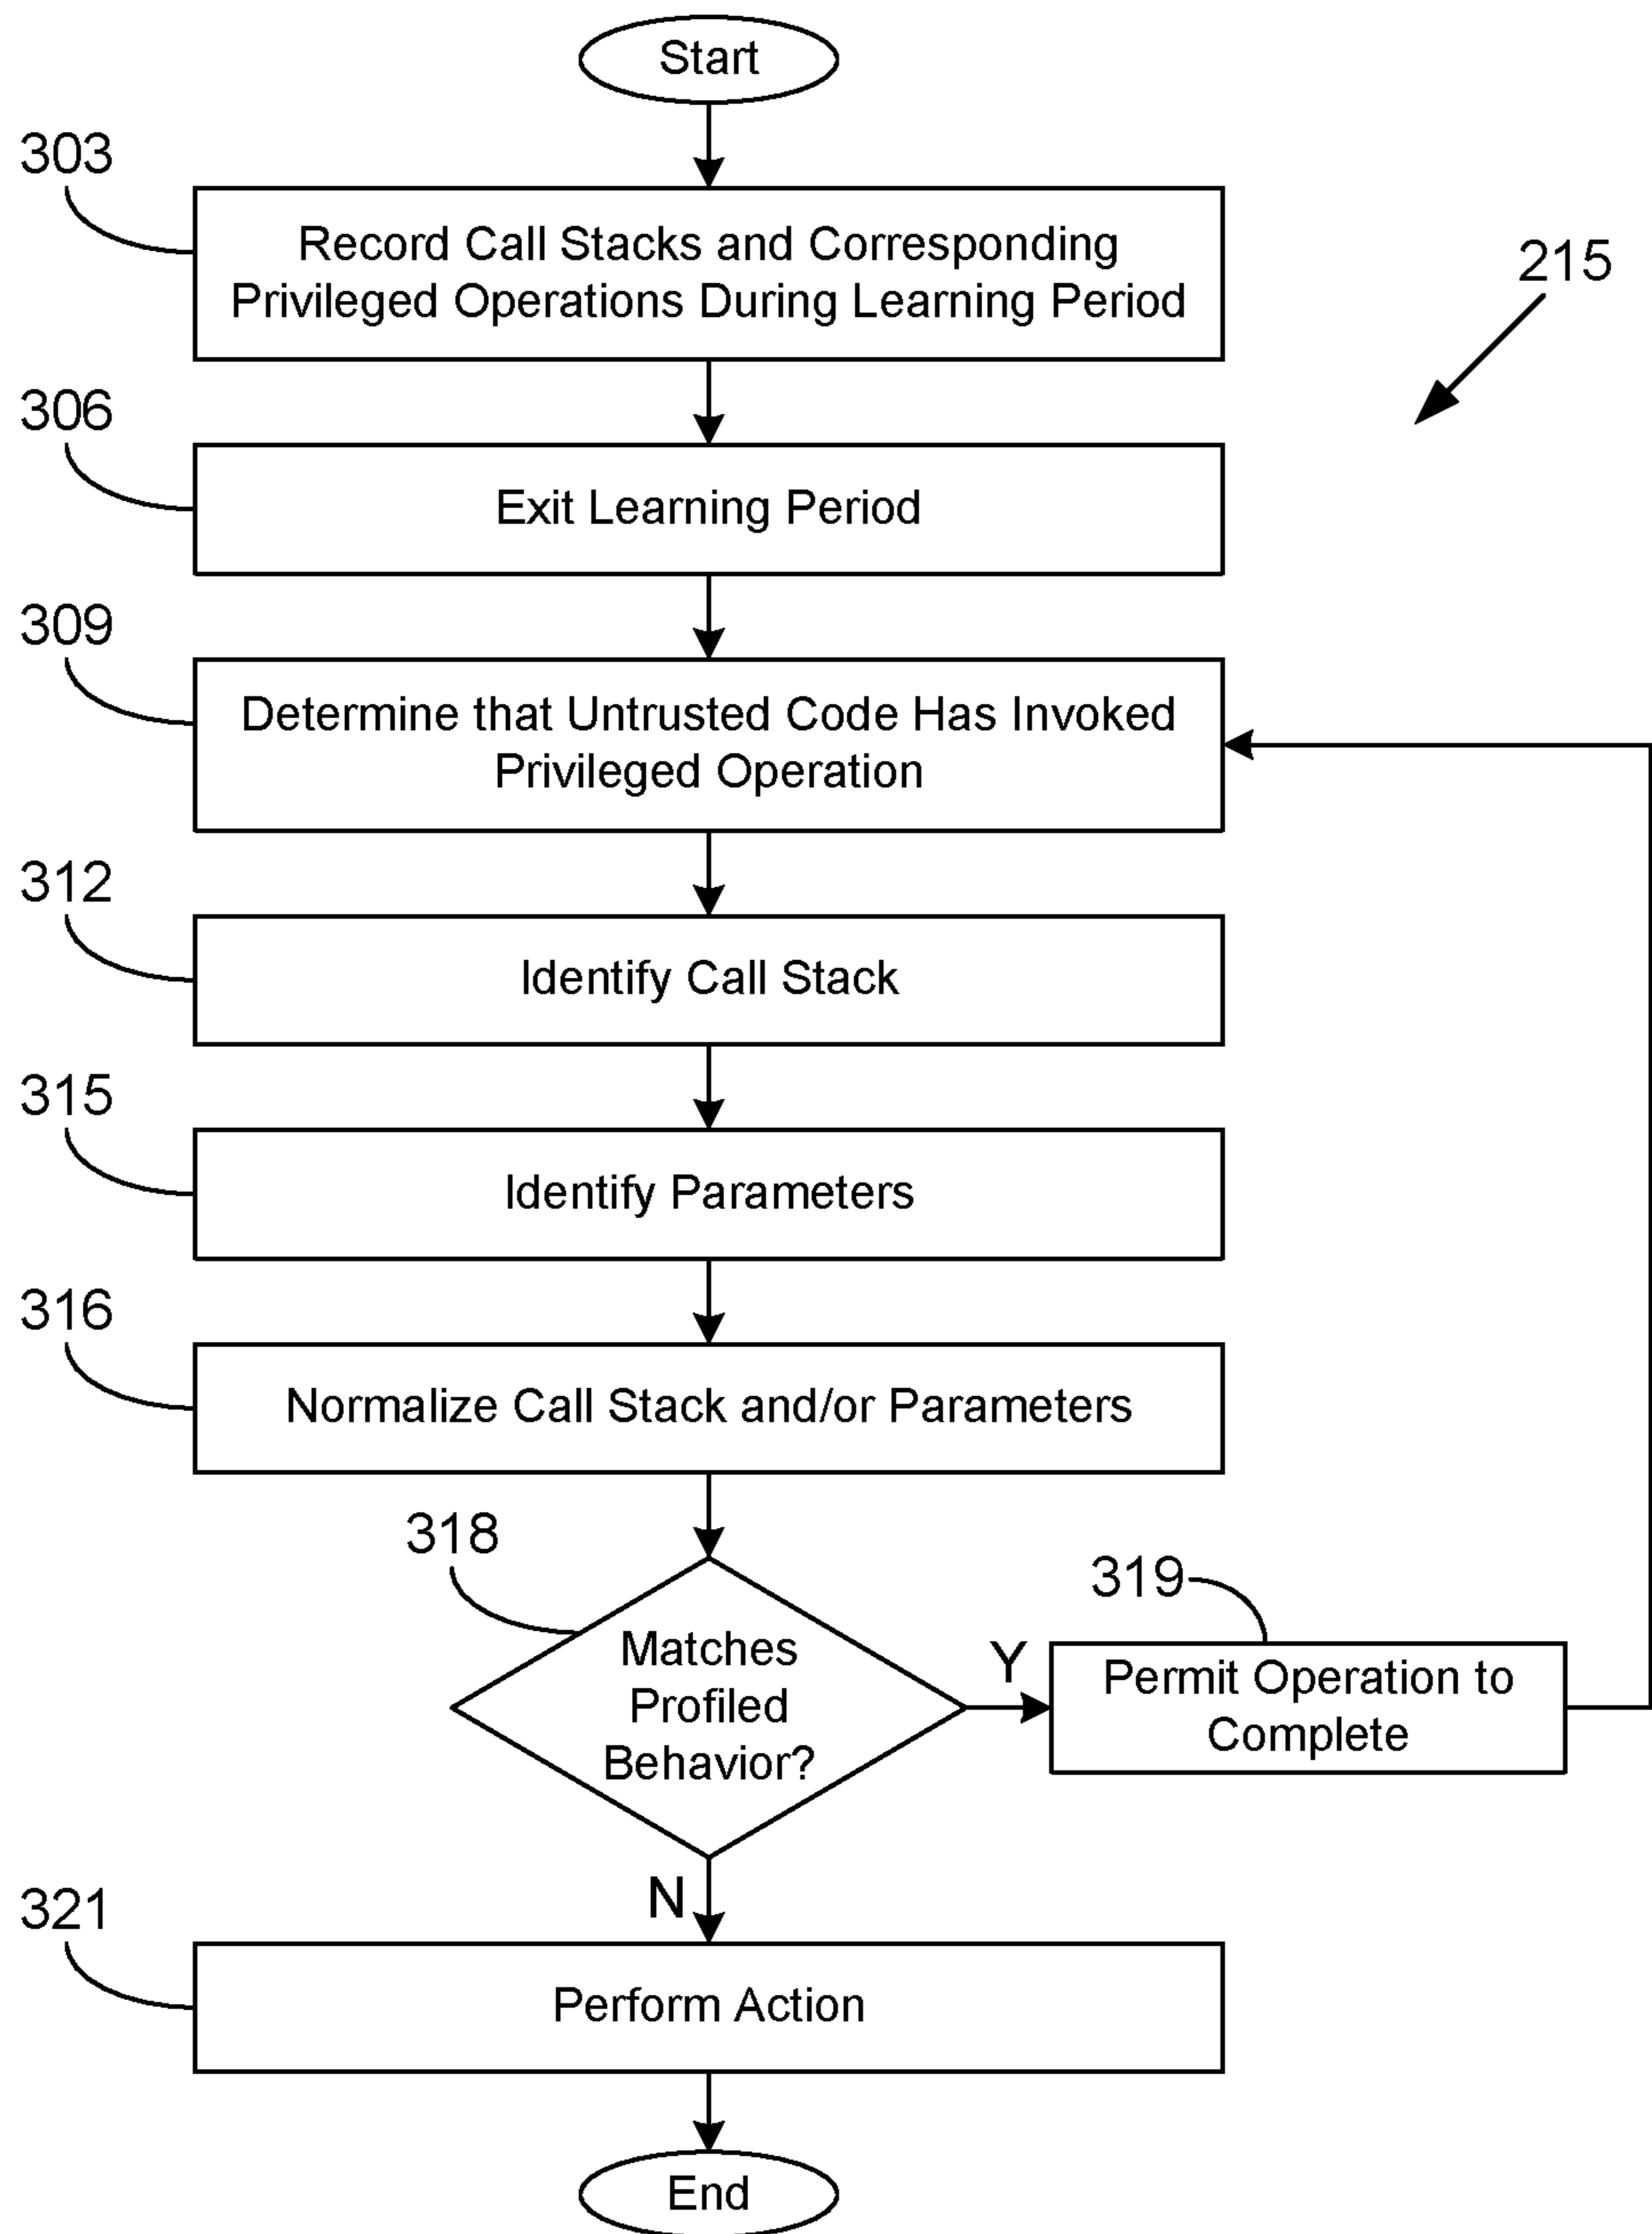 Start
303
Record Call Stacks and Corresponding
Privileged Operations During Learning Period
215
306
Exit Learning Period
309
Determine that Untrusted Code Has Invoked
Privileged Operation
312
Identify Call Stack
315
Identify Parameters
316
Normalize Call Stack and/or Parameters
318
Matches
Profiled
Behavior?
Y
319
Permit Operation to
Complete
N
321
Perform Action
End